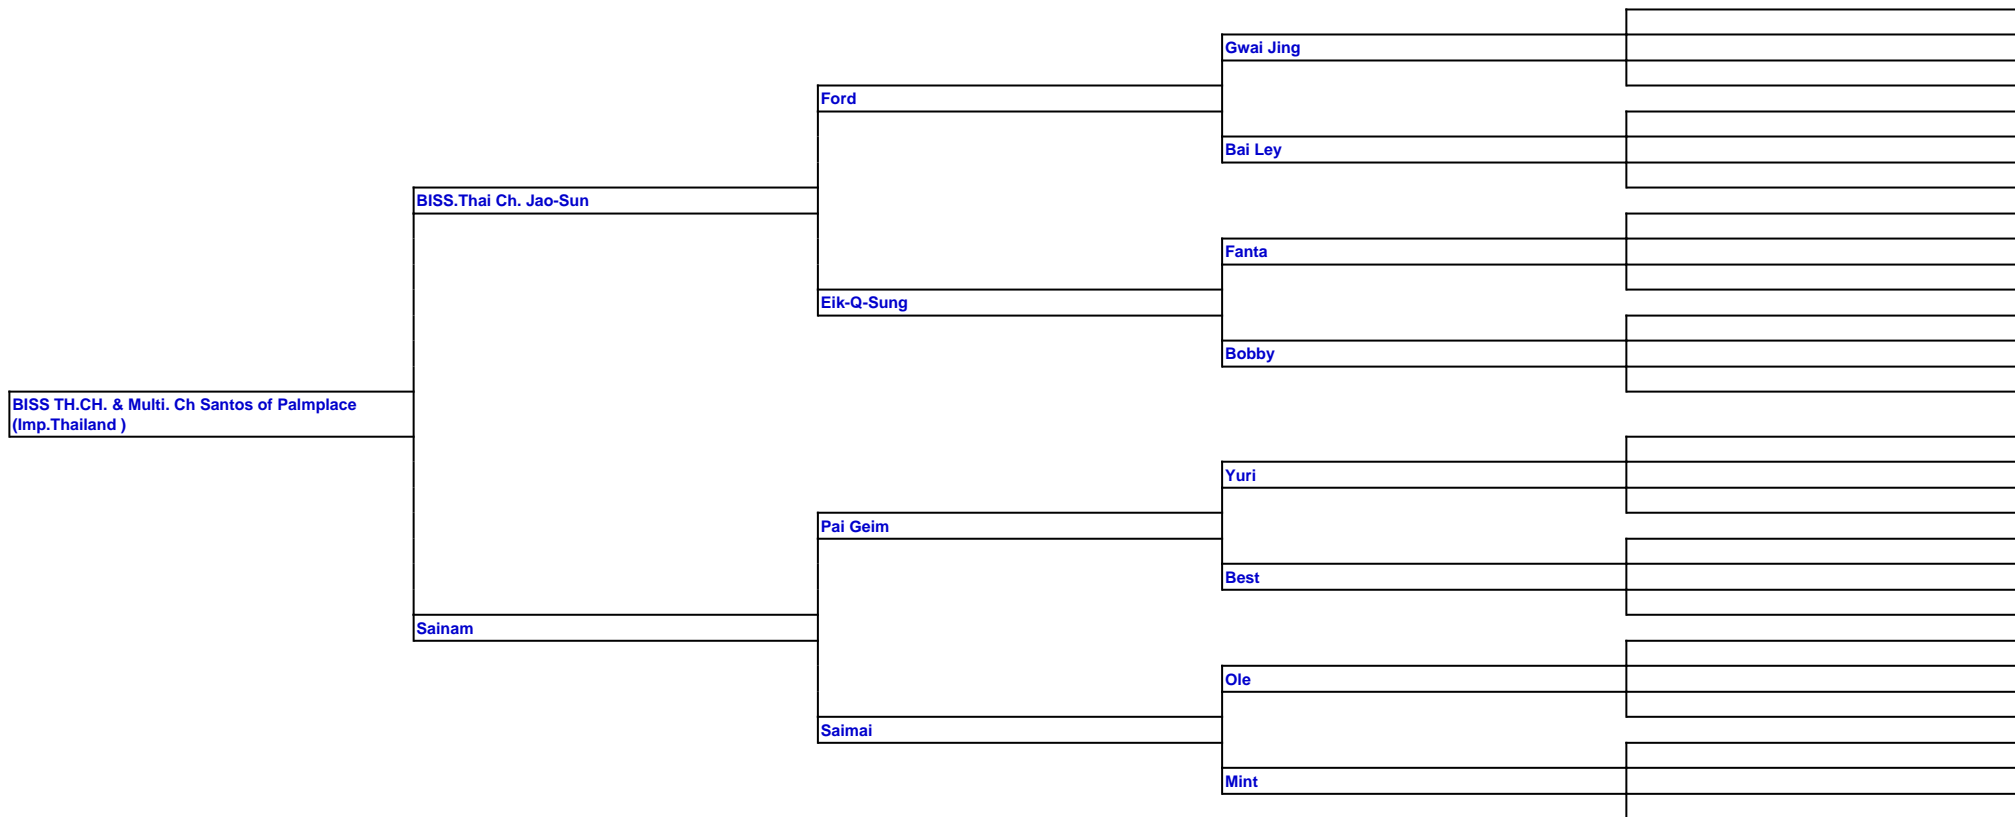 Gwai Jing
Ford
Bai Ley
BISS.Thai Ch. Jao-Sun
Fanta
Eik-Q-Sung
Bobby
BISS TH.CH. & Multi. Ch Santos of Palmplace
(Imp.Thailand )
Yuri
Pai Geim
Best
Sainam
Ole
Saimai
Mint